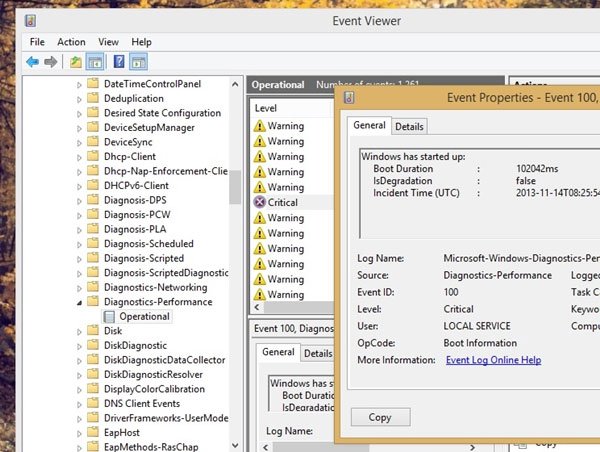 Event Viewer
File Action View Help
DateTimeControlPanel
Deduplication
Desired State Configuration
DeviceSetupManager
DeviceSync
Dhcp-Client
Dhcp-Nap-Enforcement-Clie
DHCPv6-Client
Diagnosis-DPS
Diagnosis-PCW
Diagnosis-PLA
Diagnosis-Scheduled
Diagnosis-Scripted
Diagnosis-ScriptedDiagnostic
Diagnostics-Networking
Diagnostics-Performance
Operational
Disk
DiskDiagnostic
DiskDiagnosticDataCollector
DiskDiagnosticResolver
DisplayColorCalibration
DNS Client Events
DriverFrameworks-UserMode
EapHost
EapMethods-RasChap
Operational Number of events: 1,261
Level
Warning
Warning
Warning
Warning
Warning
Critical
Warning
Warning
Warning
Warning
Warning
Warning
Event 100, Diagnos
General Details
Windows has st
Boot Duration
IsDegradation
Log Name:
Actions
Event Properties - Event 100,
General Details
Windows has started up:
Boot Duration : 102042ms
IsDegradation : false
Incident Time (UTC) : 2013-11-14T08:25:54
Log Name: Microsoft-Windows-Diagnostics-Per
Source: Diagnostics-Performance Logged
Event ID: 100 Task C
Level: Critical Keywo
User: LOCAL SERVICE Compu
OpCode: Boot Information
More Information: Event Log Online Help
Copy
Copy